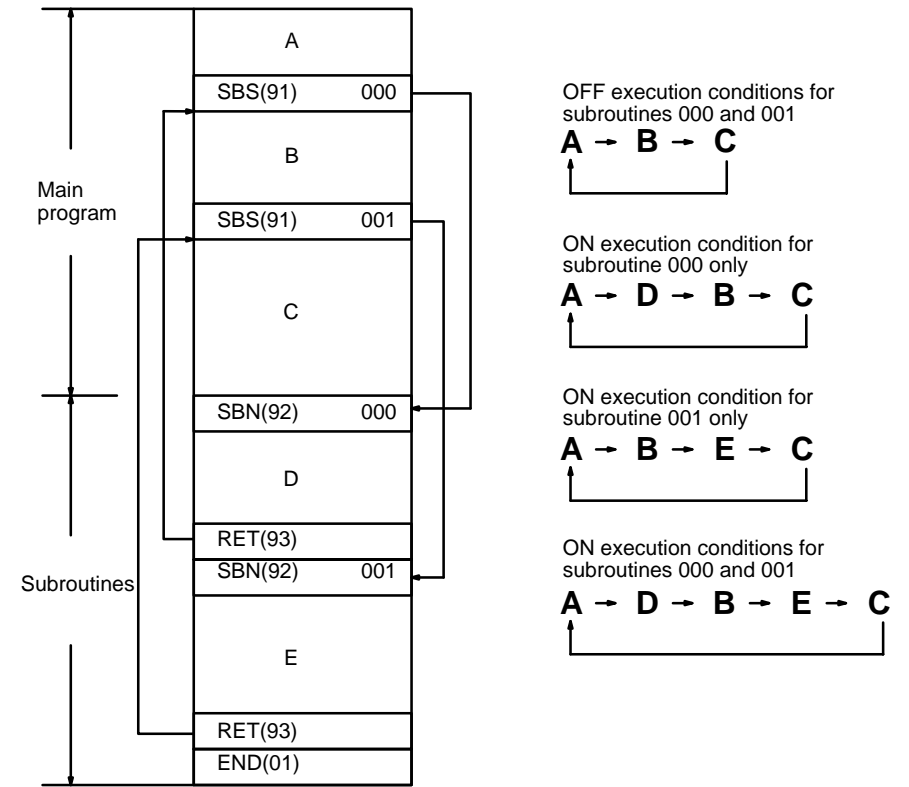 A
SBS(91) 000
B
Main
program
SBS(91) 001
C
SBN(92) 000
D
RET(93)
SBN(92) 001
Subroutines
E
RET(93)
END(01)
OFF execution conditions for
subroutines 000 and 001
A → B → C
ON execution condition for
subroutine 000 only
A → D → B → C
ON execution condition for
subroutine 001 only
A → B → E → C
ON execution conditions for
subroutines 000 and 001
A → D → B → E → C